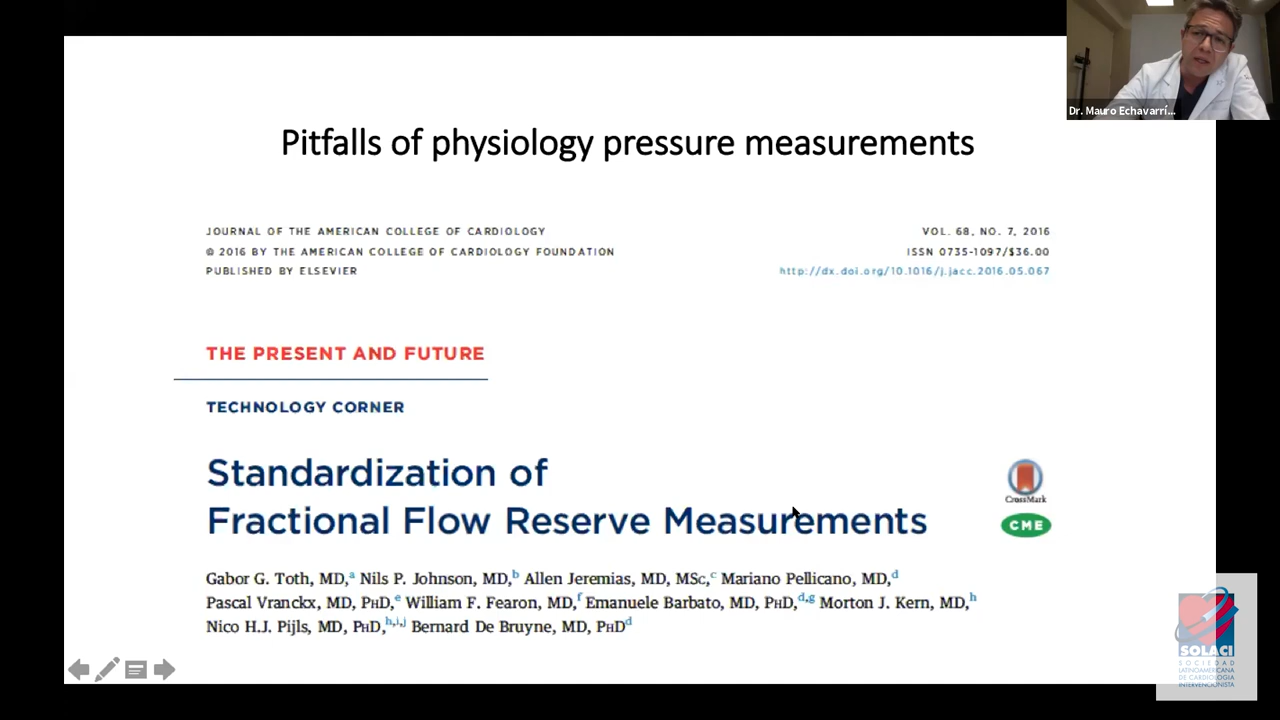 Dr. Mauro Echavarrí...
Pitfalls of physiology pressure measurements
JOURNAL OF THE AMERICAN COLLEGE OF CARDIOLOGY
© 2016 BY THE AMERICAN COLLEGE OF CARDIOLOGY FOUNDATION
PUBLISHED BY ELSEVIER
VOL. 68, NO. 7, 2016
ISSN 0735-1097/$36.00
http://dx.doi.org/10.1016/j.jacc.2016.05.067
THE PRESENT AND FUTURE
TECHNOLOGY CORNER
Standardization of
Fractional Flow Reserve Measurements
CrossMark
CME
Gabor G. Toth, MD,a Nils P. Johnson, MD,b Allen Jeremias, MD, MSc,c Mariano Pellicano, MD,d
Pascal Vranckx, MD, PhD,e William F. Fearon, MD,f Emanuele Barbato, MD, PhD,d,g Morton J. Kern, MD,h
Nico H.J. Pijls, MD, PhD,h,i,j Bernard De Bruyne, MD, PhDd
SOLACI
SOCIEDAD
LATINOAMERICANA
DE CARDIOLOGIA
INTERVENCIONISTA